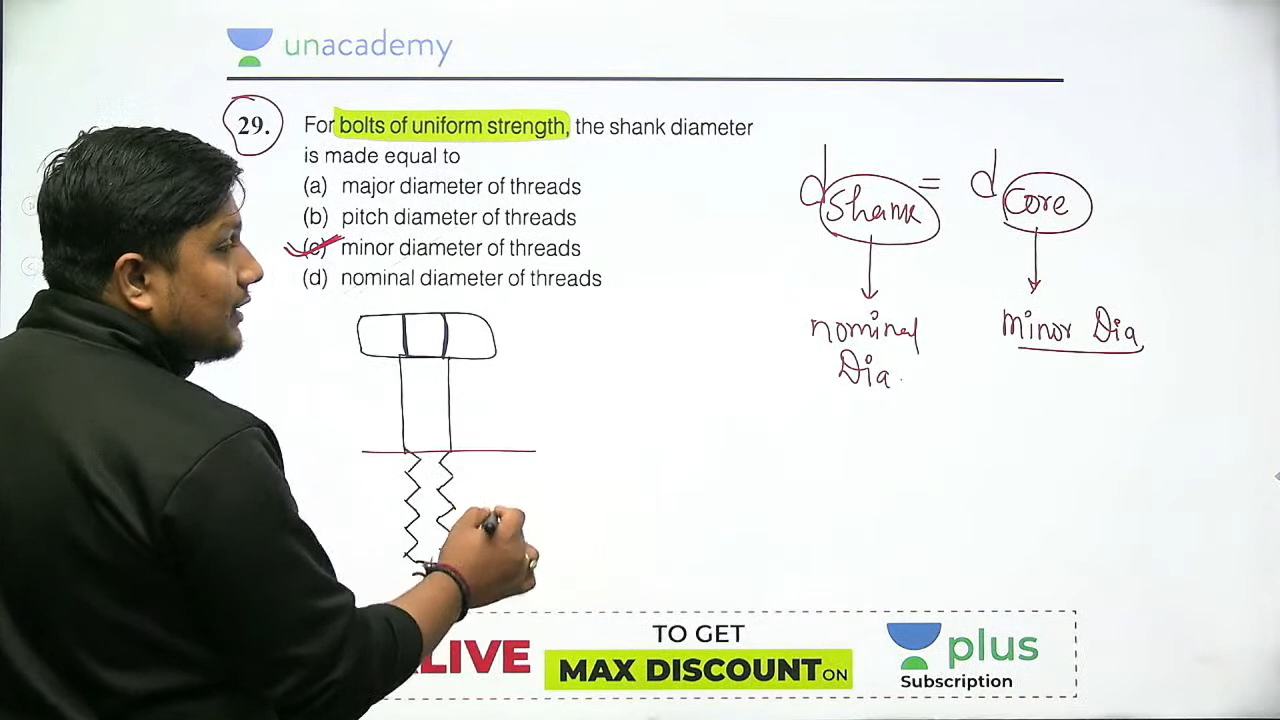 unacademy
29. For bolts of uniform strength, the shank diameter
is made equal to
(a) major diameter of threads
(b) pitch diameter of threads
(c) minor diameter of threads
(d) nominal diameter of threads
d shank = d core
nominal Dia.
minor Dia
LIVE
TO GET
MAX DISCOUNT ON
plus
Subscription